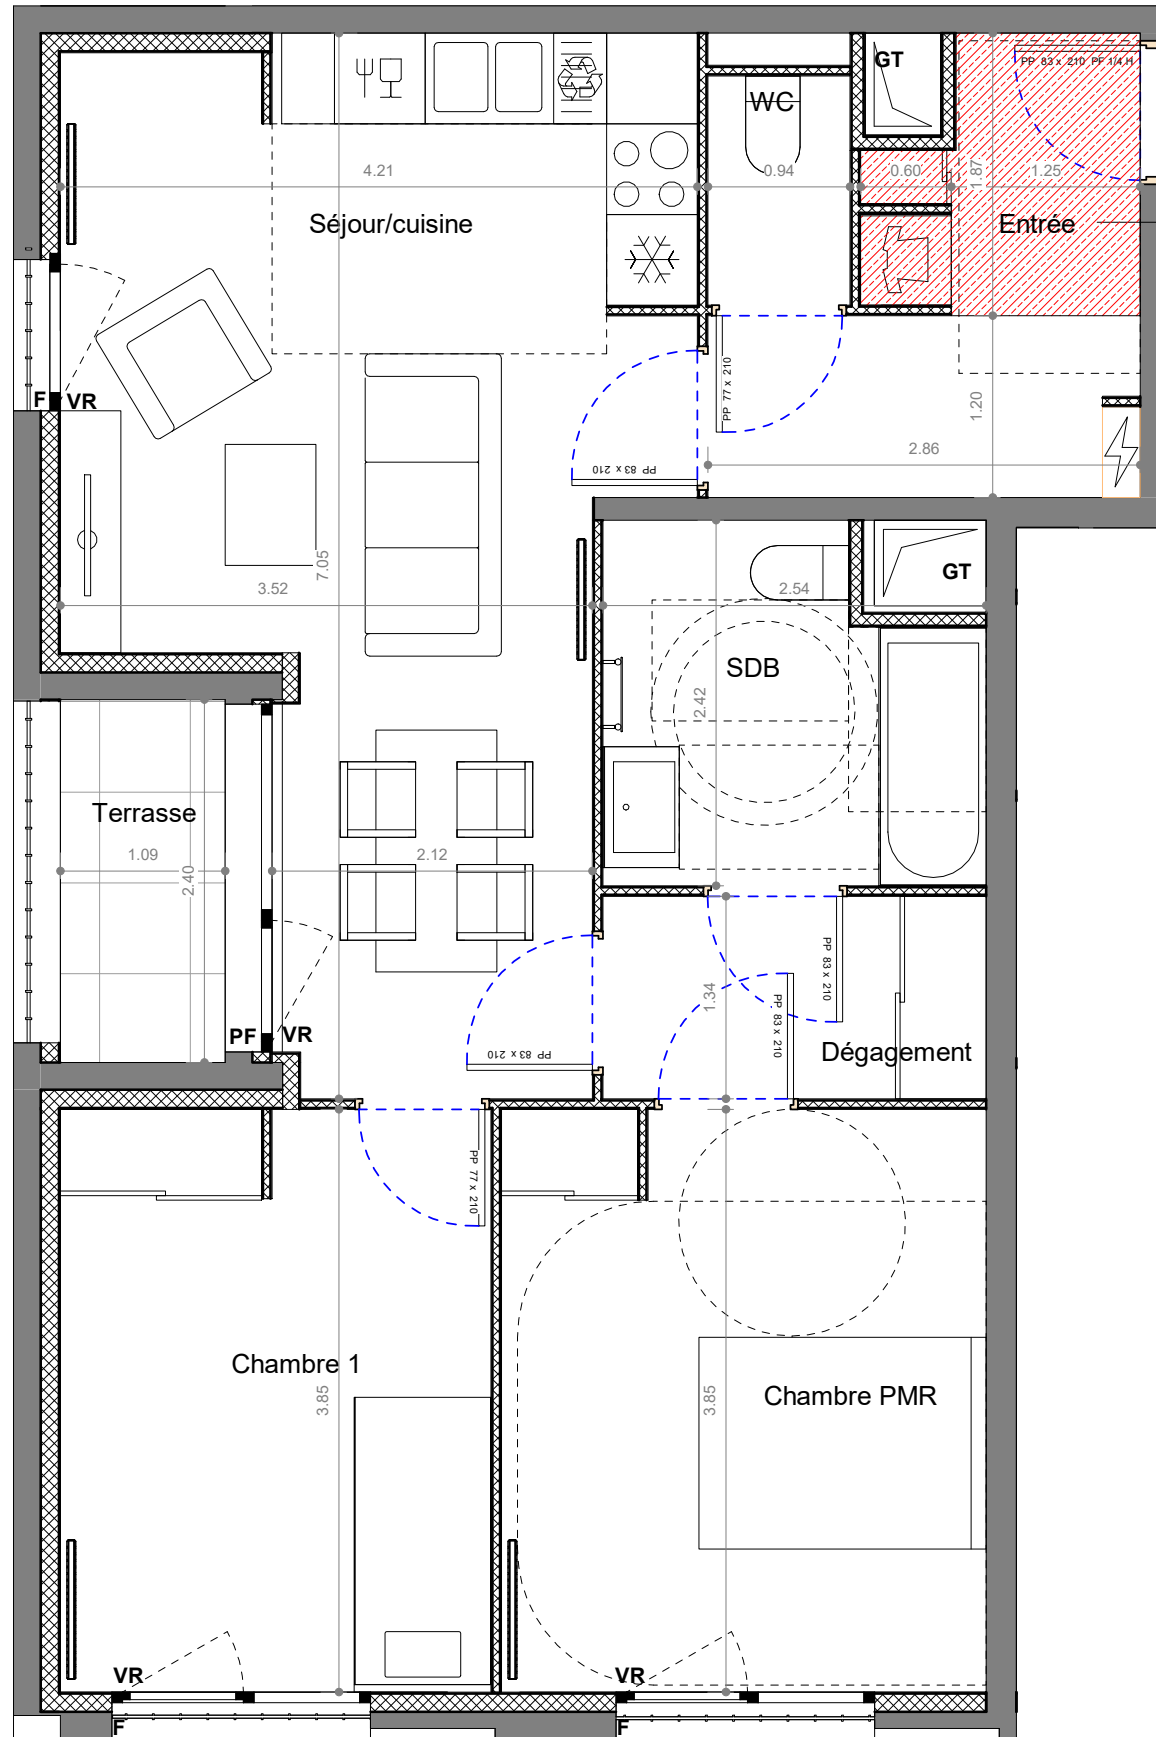 GT
PP 83 x 210 PF 1/4 H
WC
4.21
0.94
0.60
1.87
1.25
Séjour/cuisine
Entrée
PP 77 x 210
F
VR
1.20
2.86
PP 83 x 210
7.05
3.52
GT
2.54
SDB
2.42
Terrasse
1.09
2.40
2.12
PP 83 x 210
PP 83 x 210
1.34
PF
VR
Dégagement
PP 83 x 210
PP 77 x 210
Chambre 1
3.85
Chambre PMR
3.85
VR
VR
F
F